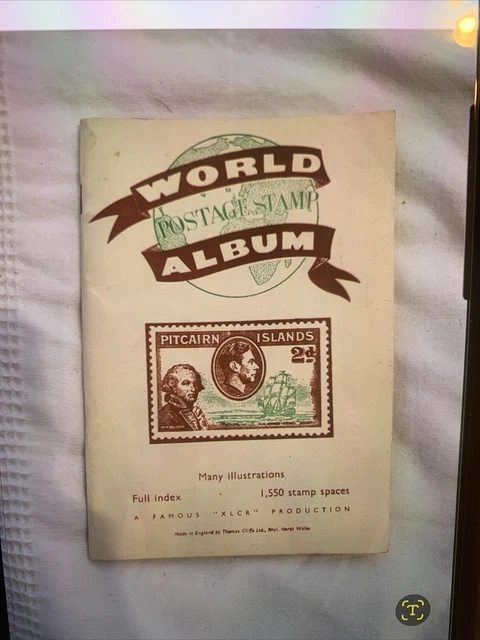 WORLD
POSTAGE STAMP
ALBUM
PITCAIRN ISLANDS
2d
Many illustrations
Full index 1,550 stamp spaces
A FAMOUS "XLCR" PRODUCTION
Made in England by Thomas Cliffe Ltd., Rhyl, North Wales